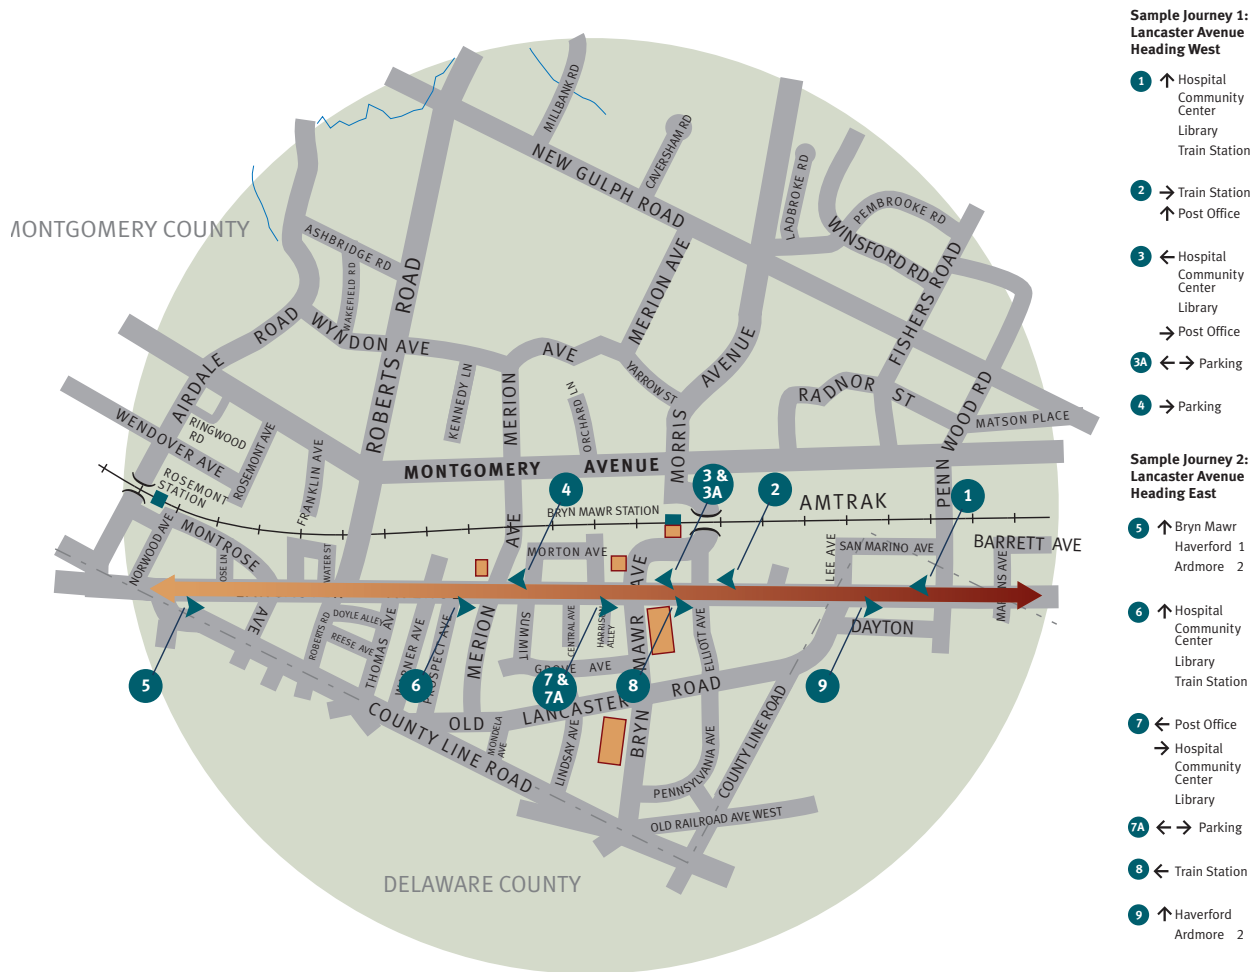 MONTGOMERY COUNTY
MILLBANK RD
CAVERSHAM RD
NEW GULPH ROAD
LADBROKE RD
PEMBROOKE RD
WINSFORD RD
FISHERS ROAD
ASHBRIDGE RD
WAKEFIELD RD
ROBERTS ROAD
MERION AVE
AIRDALE ROAD
WYNDON AVE
AVE
YARROW ST
MORRIS AVENUE
RADNOR ST
PENN WOOD RD
MATSON PLACE
KENNEDY LN
MERION AVE
ORCHARD LN
RINGWOOD
RD
WENDOVER AVE
ROSEMONT AVE
FRANKLIN AVE
MONTGOMERY AVENUE
ROSEMONT
STATION
BRYN MAWR STATION
AMTRAK
4
3 &
3A
2
1
NORWOOD AVE
MONTROSE AVE
OSE LN
WATER ST
MORTON AVE
LEE AVE
SAN MARINO AVE
BARRETT AVE
ROBERTS RD
DOYLE ALLEY
REESE AVE
THOMAS AVE
WARNER AVE
PROSPECT AVE
MERION
SUMMIT
CENTRAL AVE
HARRISON
ALLEY
BRYN MAWR AVE
ELLIOTT AVE
DAYTON
GROVE AVE
5
6
7 &
7A
8
9
OLD LANCASTER ROAD
COUNTY LINE ROAD
MONDELA
AVE
LINDSAY AVE
PENNSYLVANIA AVE
COUNTY LINE ROAD
OLD RAILROAD AVE WEST
DELAWARE COUNTY
Sample Journey 1:
Lancaster Avenue
Heading West
1 ↑ Hospital
Community
Center
Library
Train Station
2 → Train Station
↑ Post Office
3 ← Hospital
Community
Center
Library
→ Post Office
3A ← → Parking
4 → Parking
Sample Journey 2:
Lancaster Avenue
Heading East
5 ↑ Bryn Mawr
Haverford 1
Ardmore 2
6 ↑ Hospital
Community
Center
Library
Train Station
7 ← Post Office
→ Hospital
Community
Center
Library
7A ← → Parking
8 ← Train Station
9 ↑ Haverford
Ardmore 2